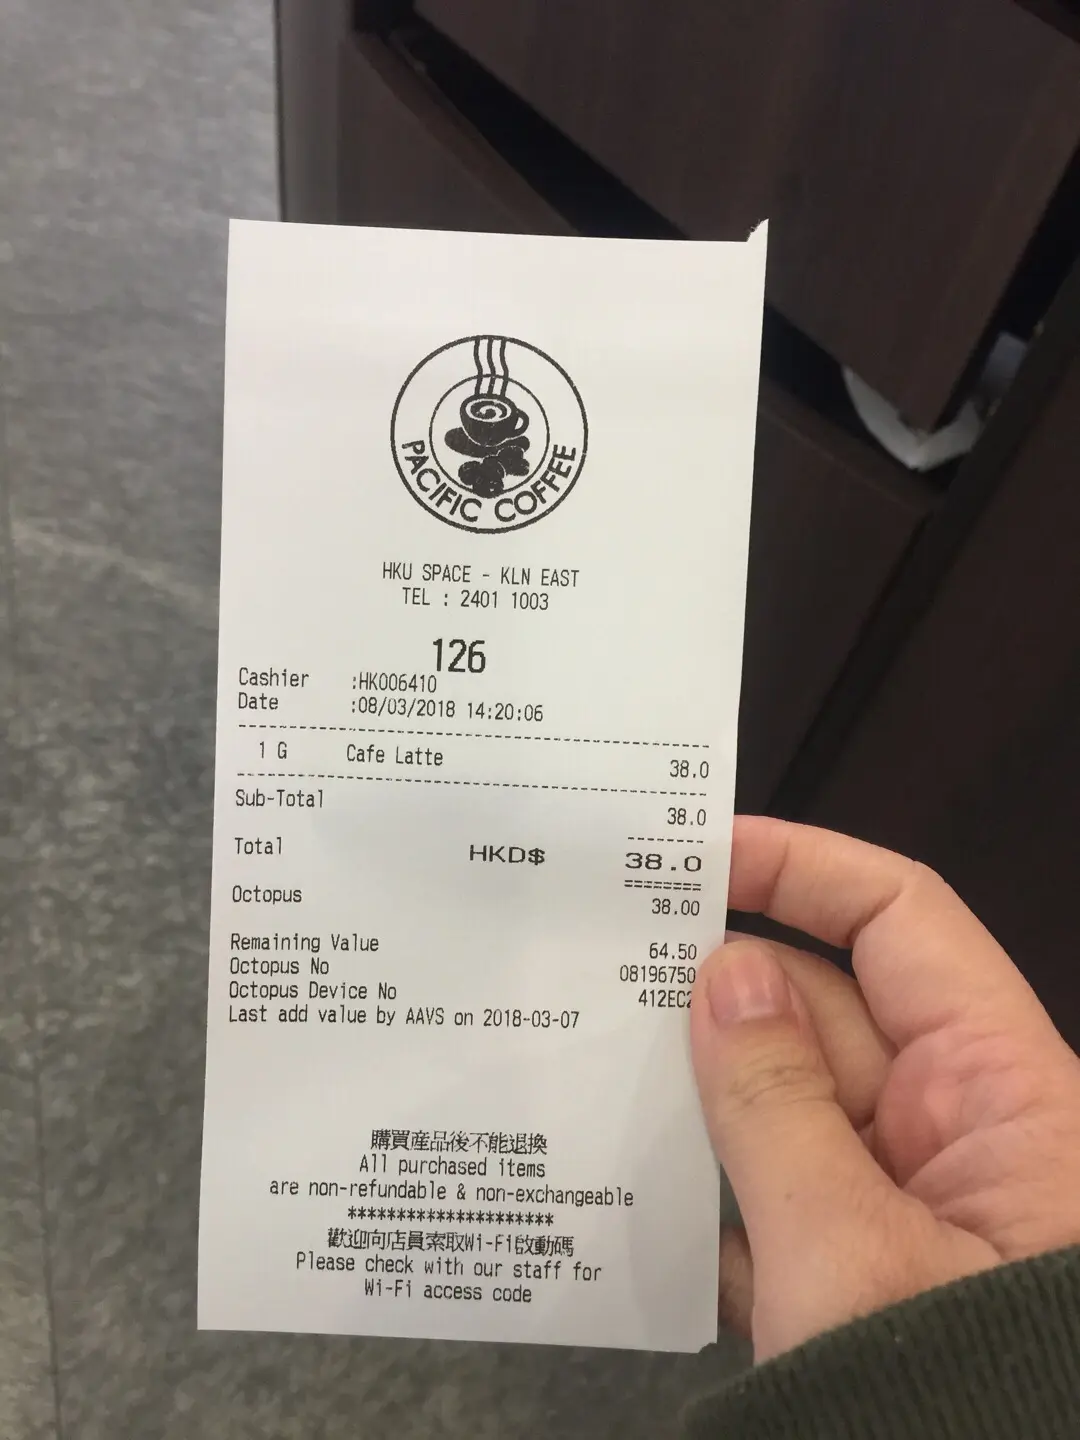 PACIFIC COFFEE
HKU SPACE - KLN EAST
TEL : 2401 1003
126
Cashier :HK006410
Date :08/03/2018 14:20:06
1 G Cafe Latte 38.0
Sub-Total 38.0
Total HKD$ 38.0
Octopus 38.00
Remaining Value 64.50
Octopus No 08196750
Octopus Device No 412EC2
Last add value by AAVS on 2018-03-07
購買産品後不能退換
All purchased items
are non-refundable & non-exchangeable
*********************
歡迎向店員索取Wi-Fi啟動碼
Please check with our staff for
Wi-Fi access code